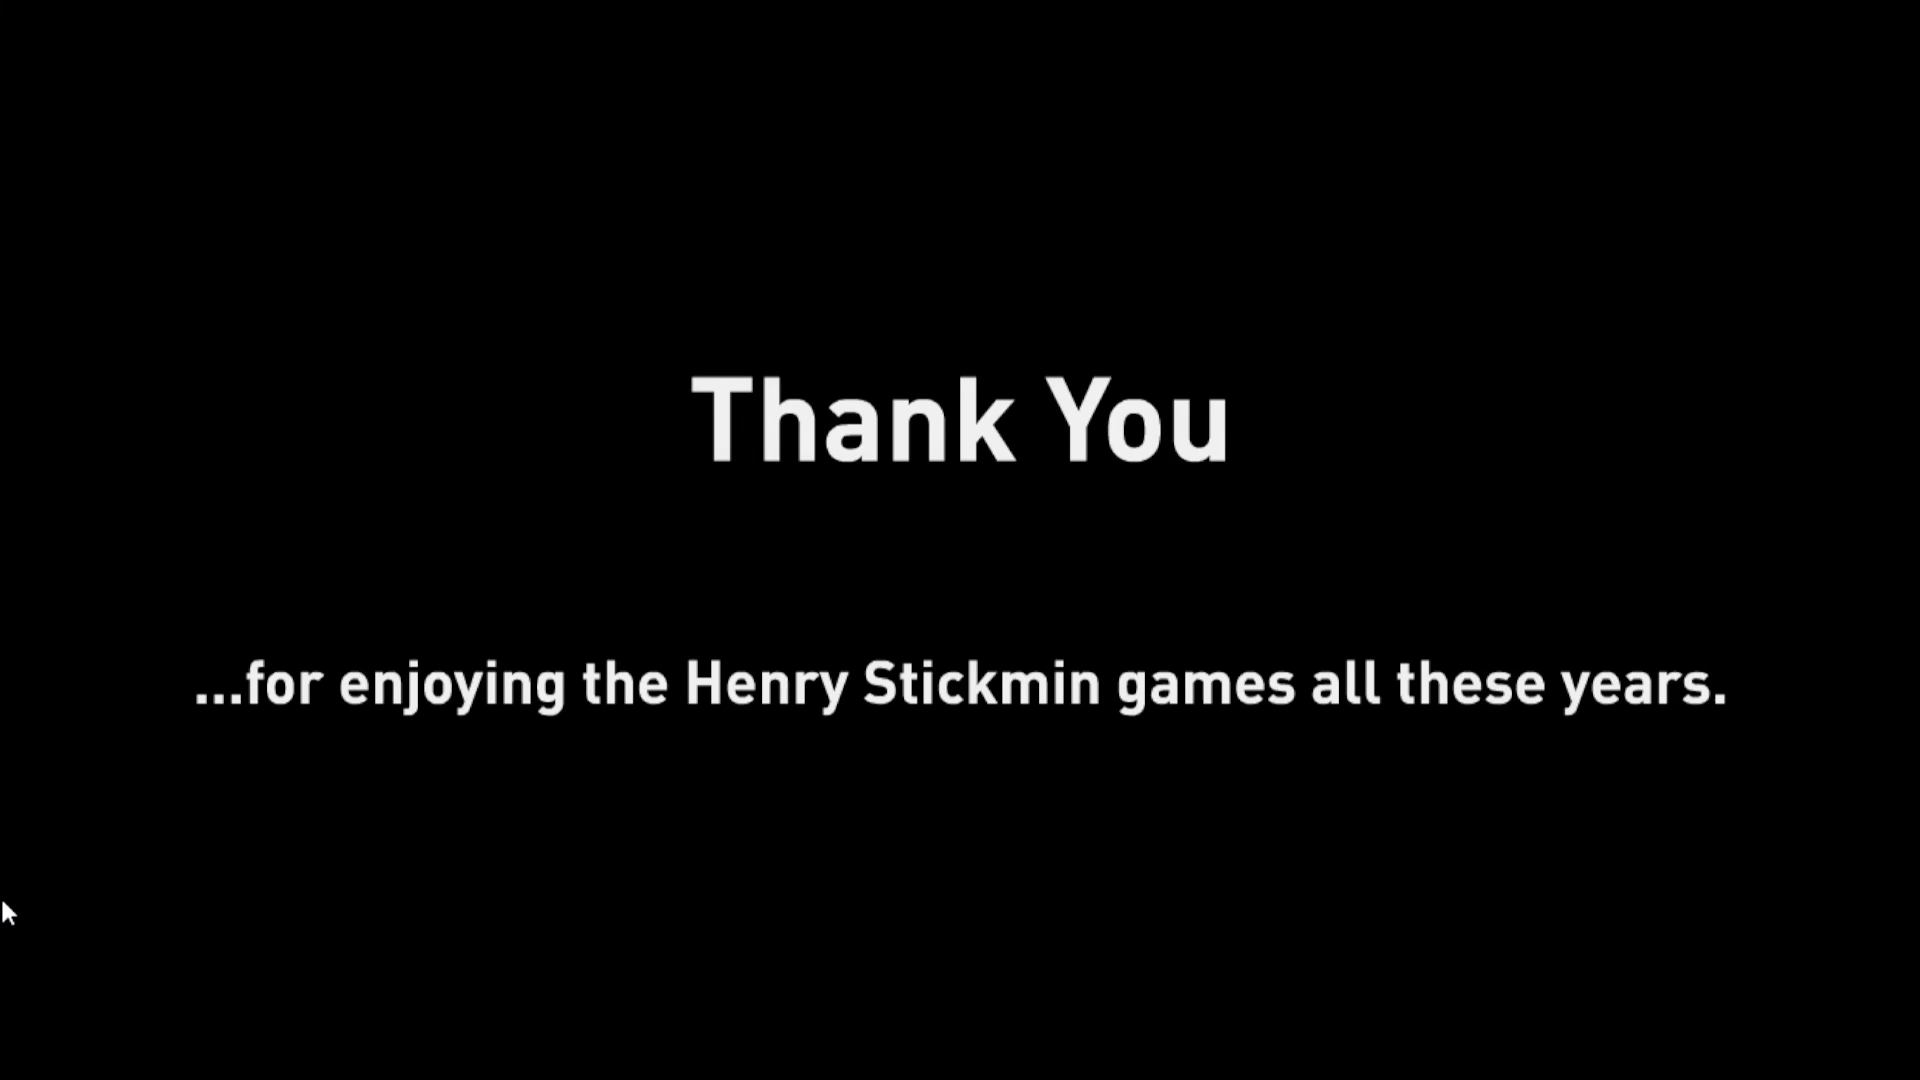 Thank You
...for enjoying the Henry Stickmin games all these years.